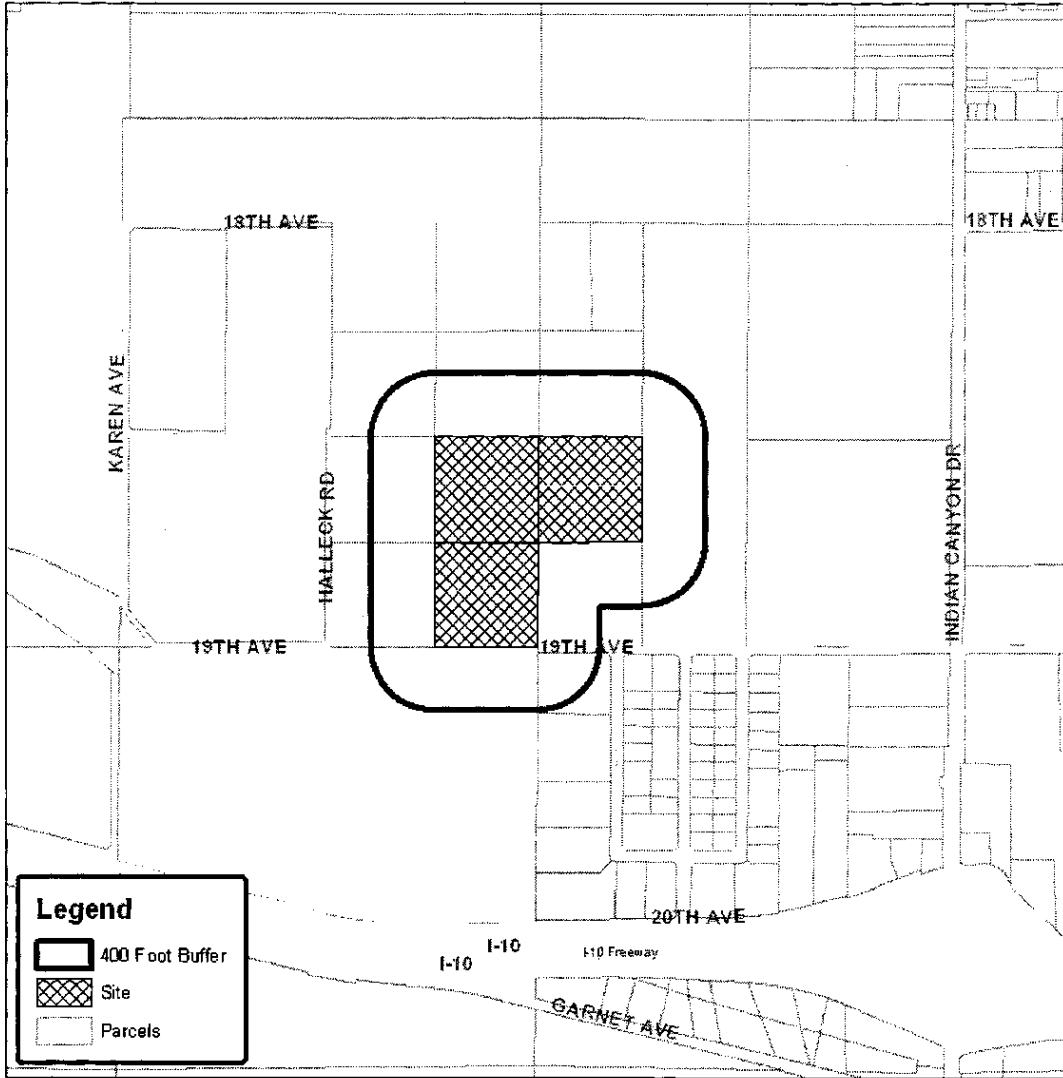 18TH AVE
18TH AVE
KAREN AVE
HALLECK RD
INDIAN CANYON DR
19TH AVE
19TH AVE
Legend
400 Foot Buffer
Site
Parcels
20TH AVE
I-10
I-10
I-10 Freeway
GARNET AVE